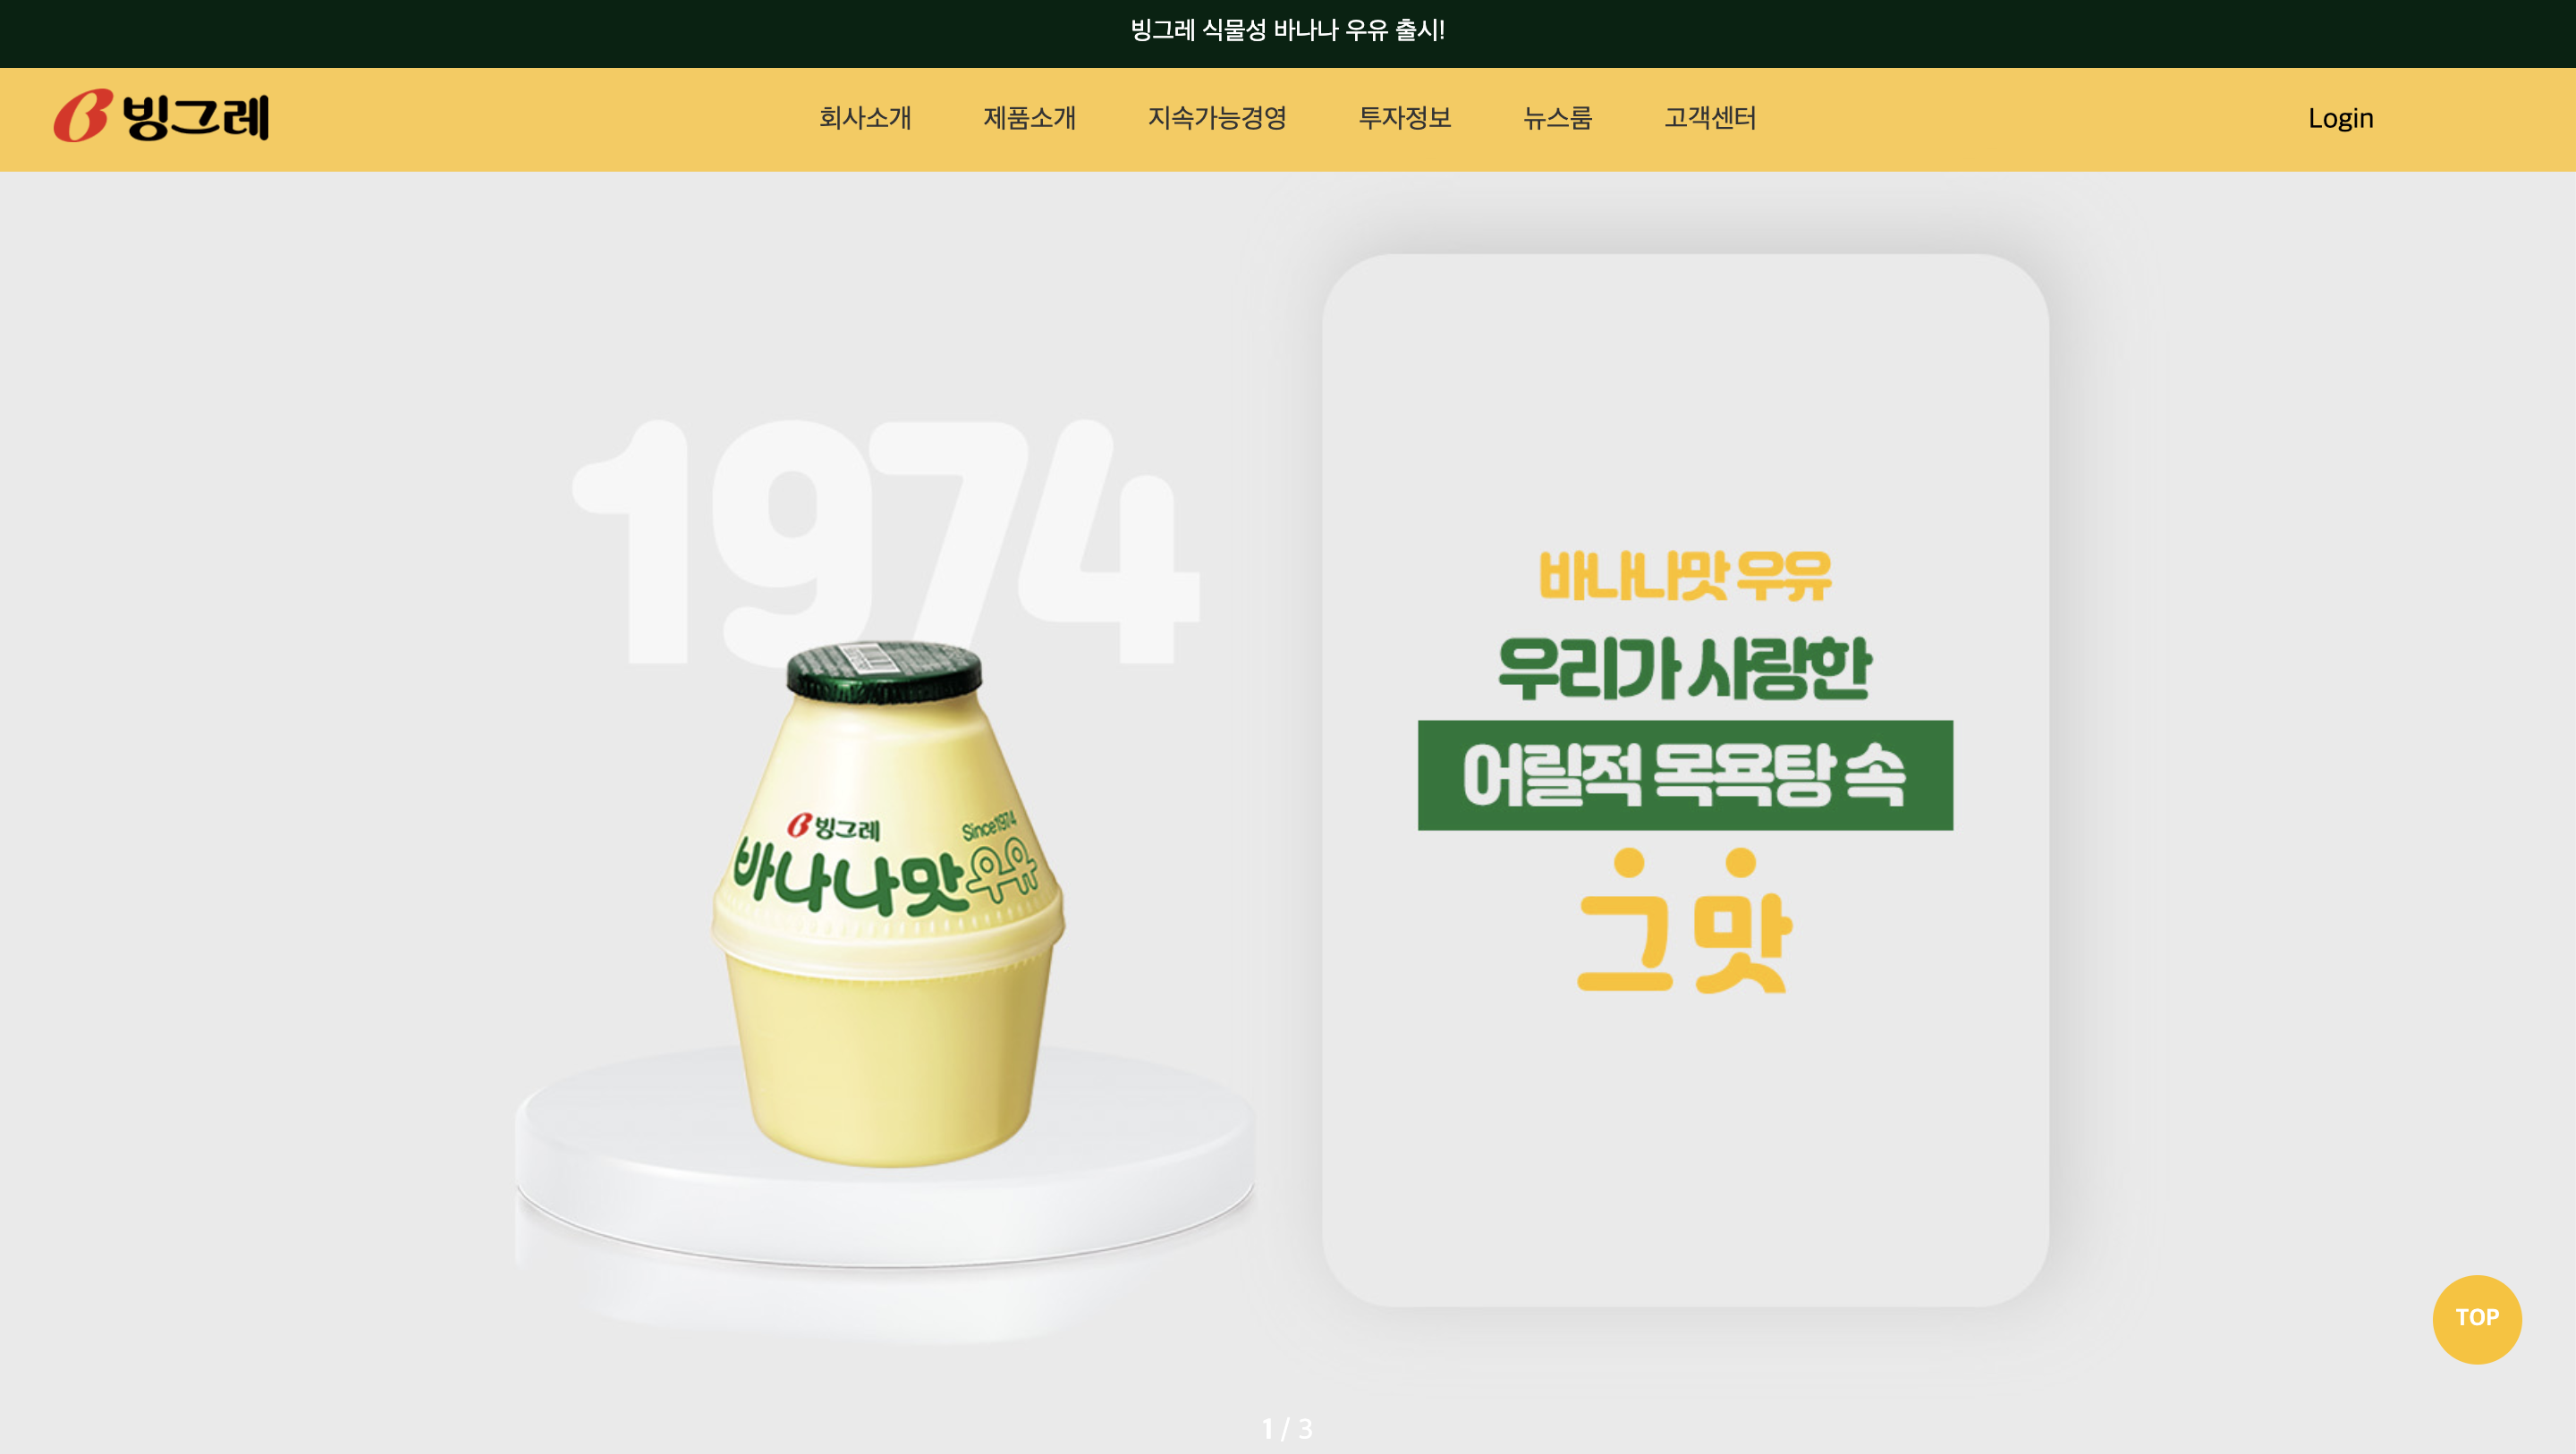 빙그레 식물성 바나나 우유 출시!
빙그레
회사소개 제품소개 지속가능경영 투자정보 뉴스룸 고객센터 Login
1974
빙그레
Since1974
바나나맛우유
바나나맛 우유
우리가 사랑한
어릴적 목욕탕 속
그 맛
TOP
1 / 3